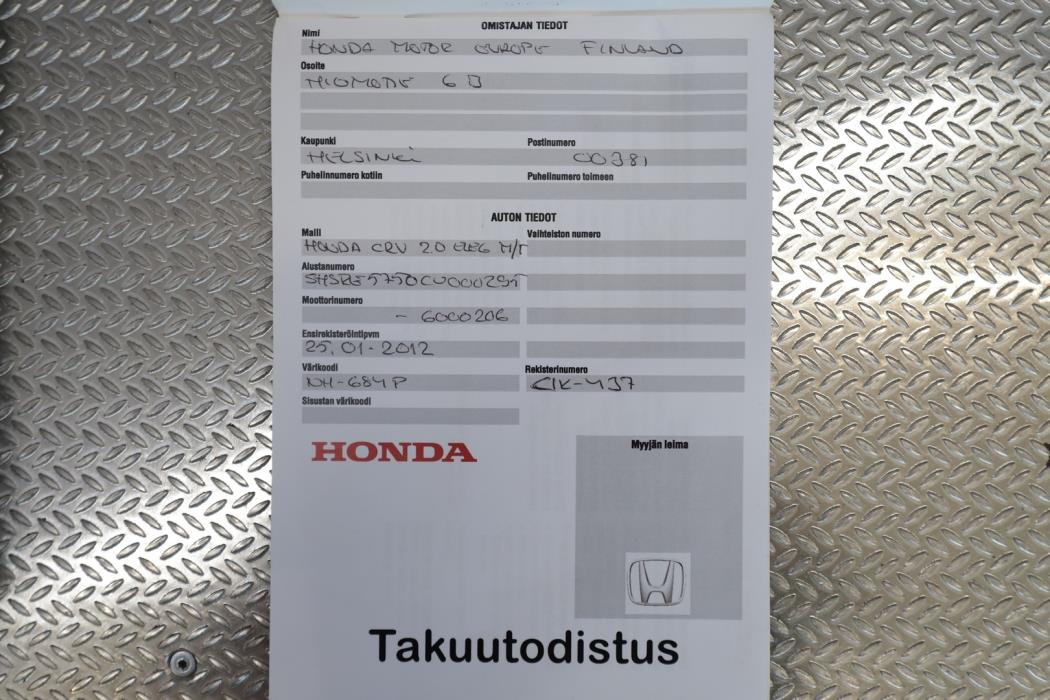 OMISTAJAN TIEDOT
Nimi
HONDA MOTOR EUROPE FINLAND
Osoite
6 B
Kaupunki Postinumero
HELSINKI 00381
Puhelinnumero kotiin Puhelinumero toimeen
AUTON TIEDOT
Malli Vaihteiston numero
HONDA CRV 2.0 ELEG M/T
Alustanumero
Moottorinumero
- 6000206
Ensirekisteröintipvm
25.01-2012
Värikoodi Rekisterinumero
NH-684P CIK-437
Sisustan värikoodi
HONDA
Myyjän leima
Takuutodistus